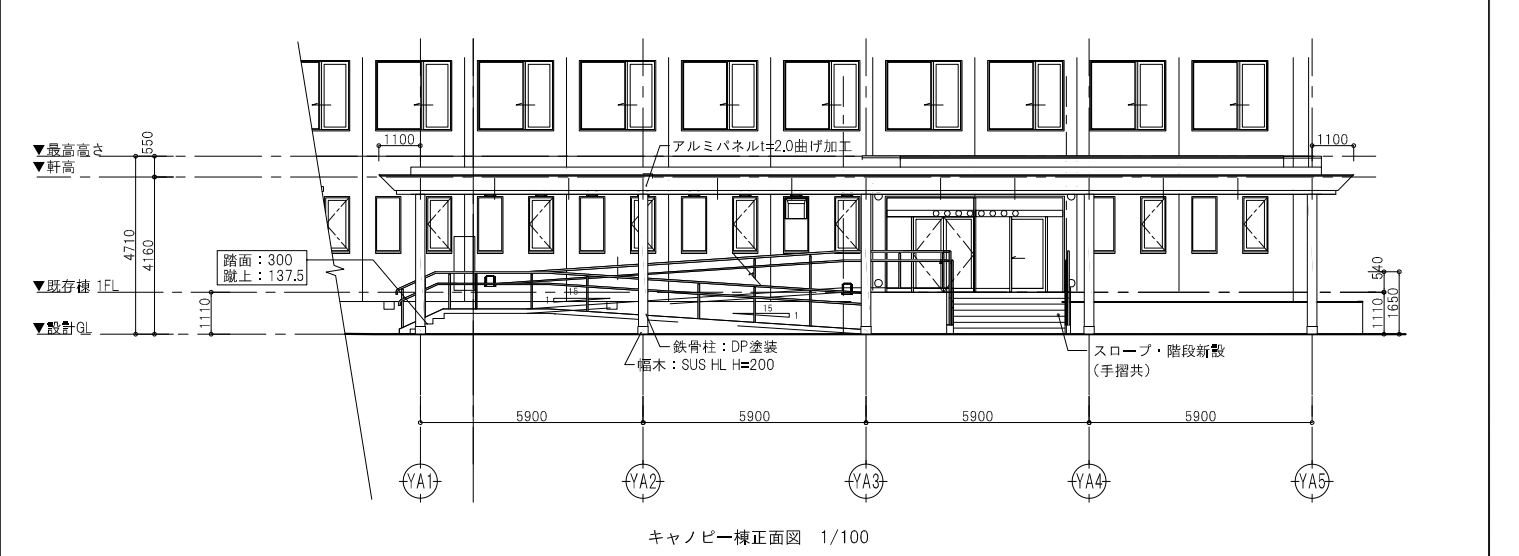 1100
アルミパネルt=2.0曲げ加工
1100
▼最高高さ
550
▼軒高
4710
4160
踏面：300
蹴上：137.5
▼既存棟 1FL
1110
▼設計GL
15
1
15
1
540
1110
1650
鉄骨柱：DP塗装
幅木：SUS HL H=200
スロープ・階段新設
(手摺共)
5900
5900
5900
5900
YA1
YA2
YA3
YA4
YA5
キャノピー棟正面図 1/100